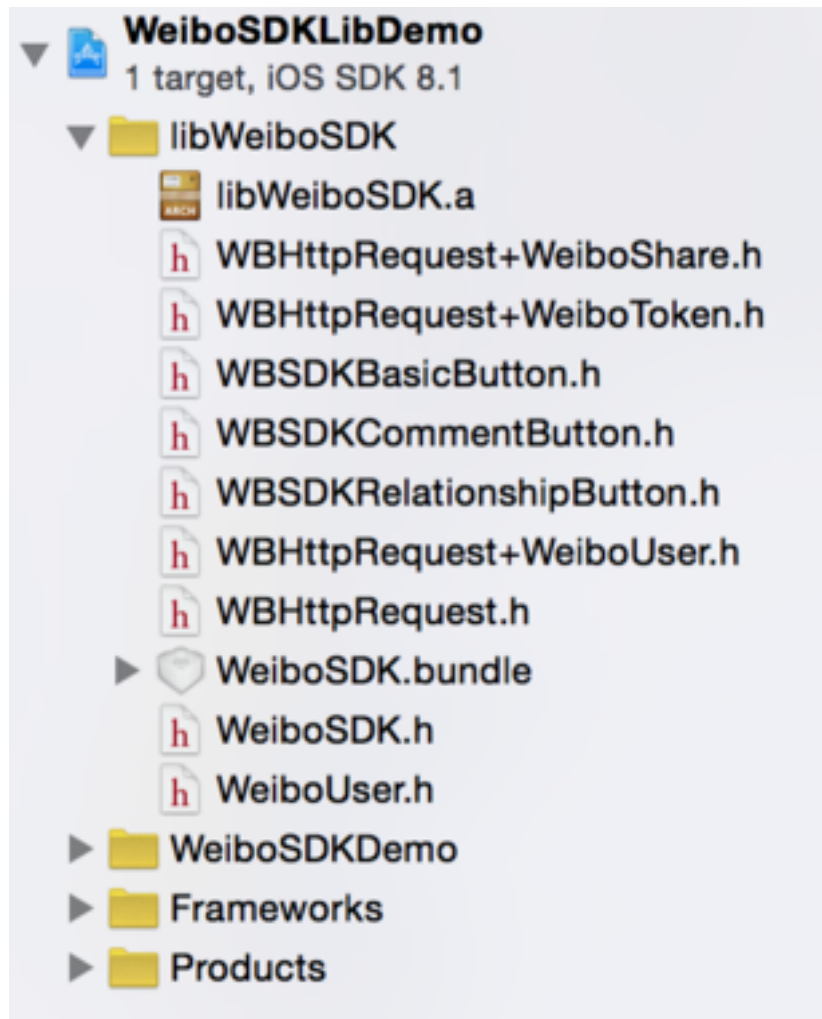 WeiboSDKLibDemo
1 target, iOS SDK 8.1
libWeiboSDK
libWeiboSDK.a
WBHttpRequest+WeiboShare.h
WBHttpRequest+WeiboToken.h
WBSDKBasicButton.h
WBSDKCommentButton.h
WBSDKRelationshipButton.h
WBHttpRequest+WeiboUser.h
WBHttpRequest.h
WeiboSDK.bundle
WeiboSDK.h
WeiboUser.h
WeiboSDKDemo
Frameworks
Products